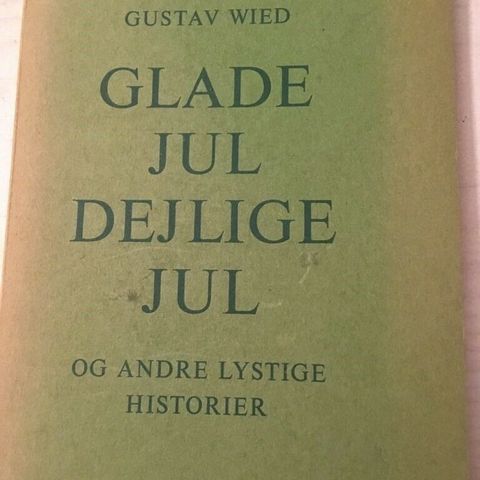 GUSTAV WIED
GLADE
JUL
DEJLIGE
JUL
OG ANDRE LYSTIGE
HISTORIER